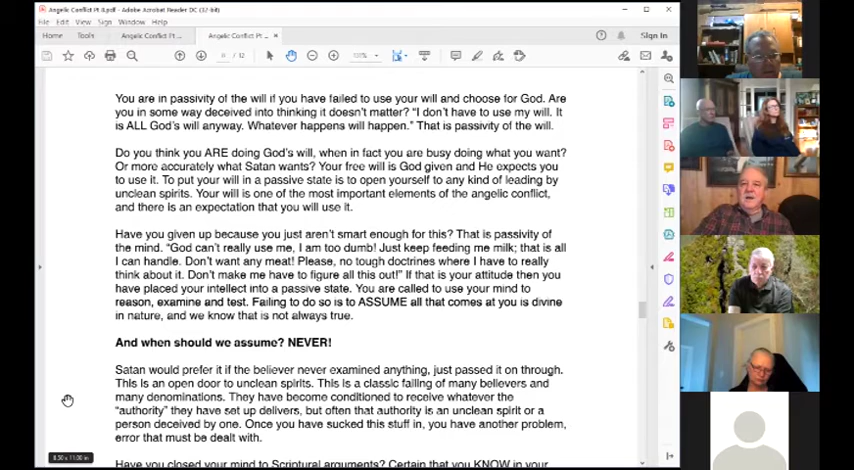 Angelic Conflict Pt 8.pdf - Adobe Acrobat Reader DC (32-bit)
File Edit View Sign Window Help
Home Tools Angelic Conflict Pt ... Angelic Conflict Pt ... × Sign In
8 / 12
You are in passivity of the will if you have failed to use your will and choose for God. Are
you in some way deceived into thinking it doesn't matter? "I don't have to use my will. It
is ALL God's will anyway. Whatever happens will happen." That is passivity of the will.
Do you think you ARE doing God's will, when in fact you are busy doing what you want?
Or more accurately what Satan wants? Your free will is God given and He expects you
to use it. To put your will in a passive state is to open yourself to any kind of leading by
unclean spirits. Your will is one of the most important elements of the angelic conflict,
and there is an expectation that you will use it.
Have you given up because you just aren't smart enough for this? That is passivity of
the mind. "God can't really use me, I am too dumb! Just keep feeding me milk; that is all
I can handle. Don't want any meat! Please, no tough doctrines where I have to really
think about it. Don't make me have to figure all this out!" If that is your attitude then you
have placed your intellect into a passive state. You are called to use your mind to
reason, examine and test. Failing to do so is to ASSUME all that comes at you is divine
in nature, and we know that is not always true.
And when should we assume? NEVER!
Satan would prefer it if the believer never examined anything, just passed it on through.
This is an open door to unclean spirits. This is a classic failing of many believers and
many denominations. They have become conditioned to receive whatever the
"authority" they have set up delivers, but often that authority is an unclean spirit or a
person deceived by one. Once you have sucked this stuff in, you have another problem,
error that must be dealt with.
Have you closed your mind to Scriptural arguments? Certain that you KNOW in your
8.50 x 11.00 in